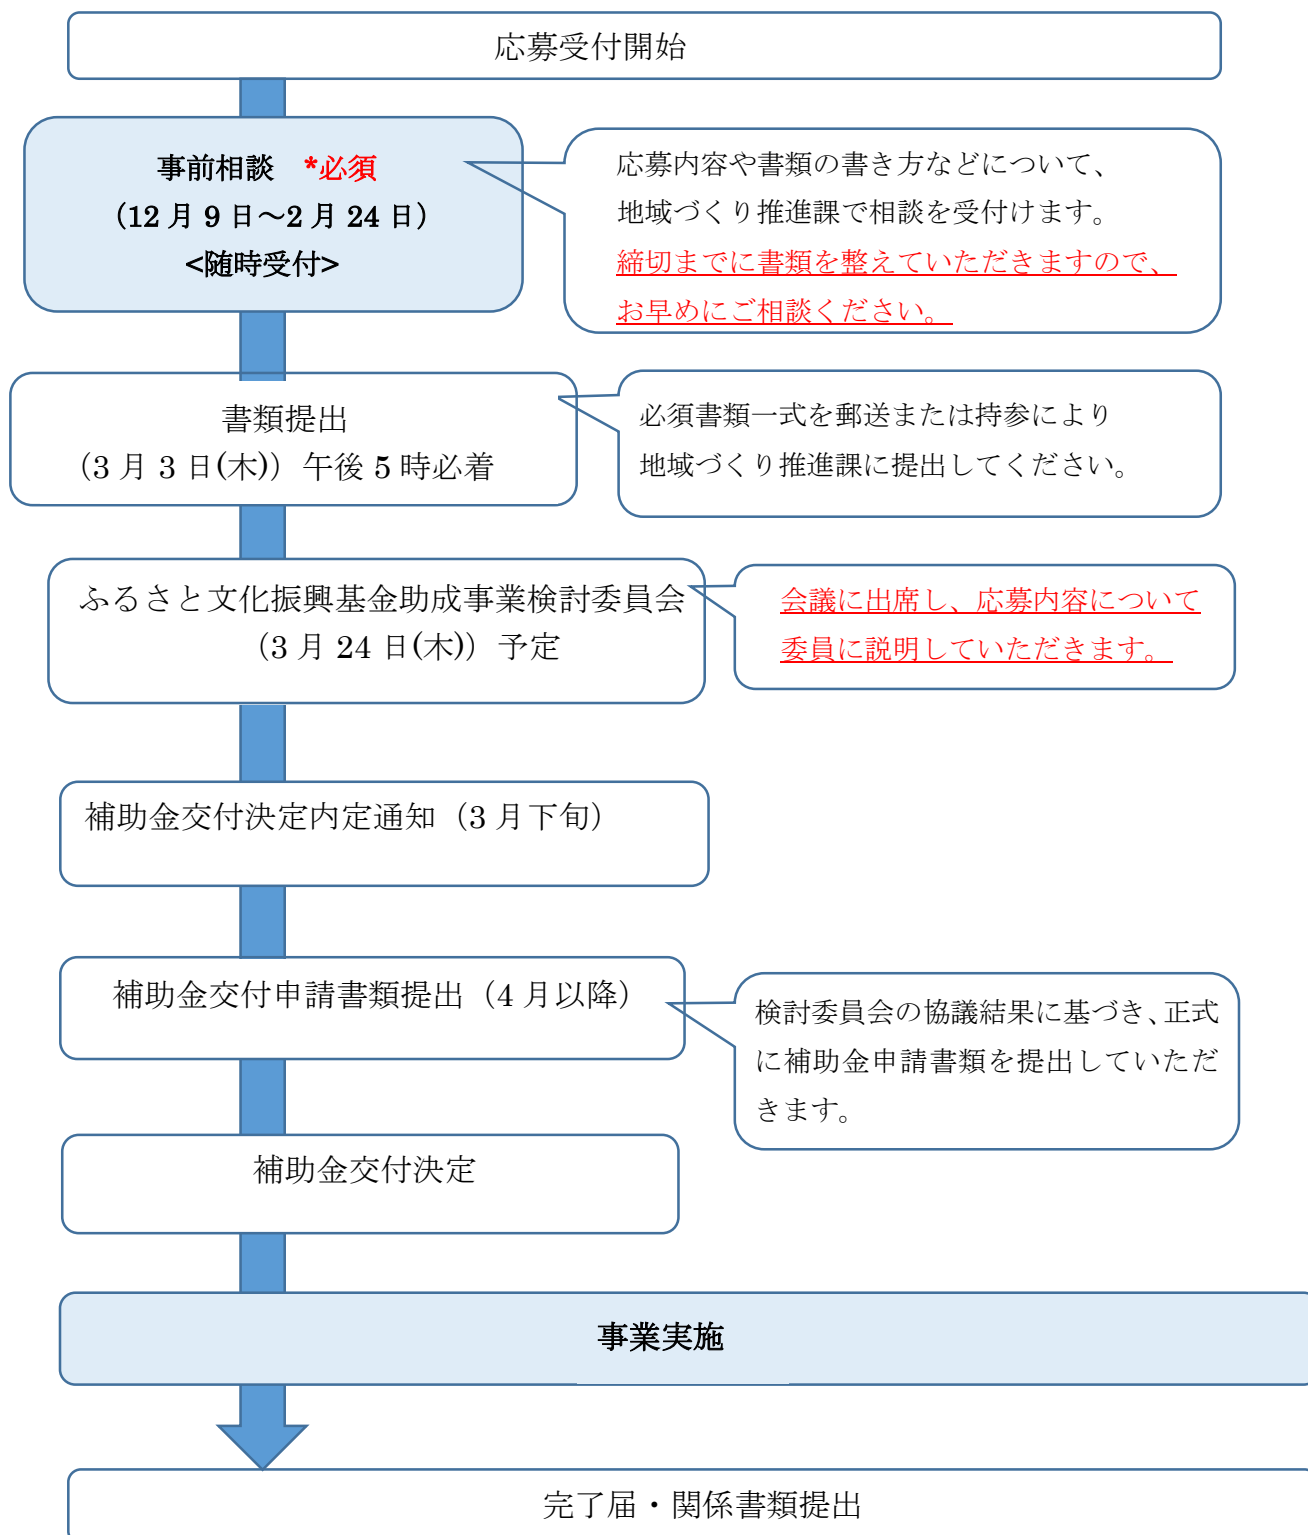 応募受付開始
事前相談　*必須
（12月9日～2月24日）
<随時受付>
応募内容や書類の書き方などについて、
地域づくり推進課で相談を受付けます。
締切までに書類を整えていただきますので、
お早めにご相談ください。
書類提出
（3月3日(木)）午後5時必着
必須書類一式を郵送または持参により
地域づくり推進課に提出してください。
ふるさと文化振興基金助成事業検討委員会
（3月24日(木)）予定
会議に出席し、応募内容について
委員に説明していただきます。
補助金交付決定内定通知（3月下旬）
補助金交付申請書類提出（4月以降）
検討委員会の協議結果に基づき、正式
に補助金申請書類を提出していただ
きます。
補助金交付決定
事業実施
完了届・関係書類提出